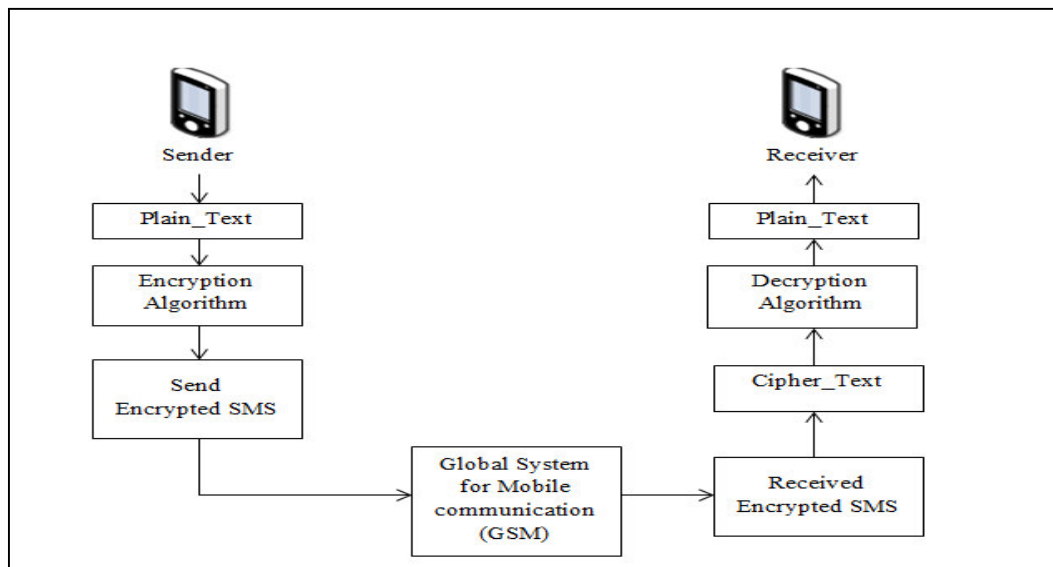 Sender
Plain_Text
Encryption
Algorithm
Send
Encrypted SMS
Global System
for Mobile
communication
(GSM)
Received
Encrypted SMS
Cipher_Text
Decryption
Algorithm
Plain_Text
Receiver